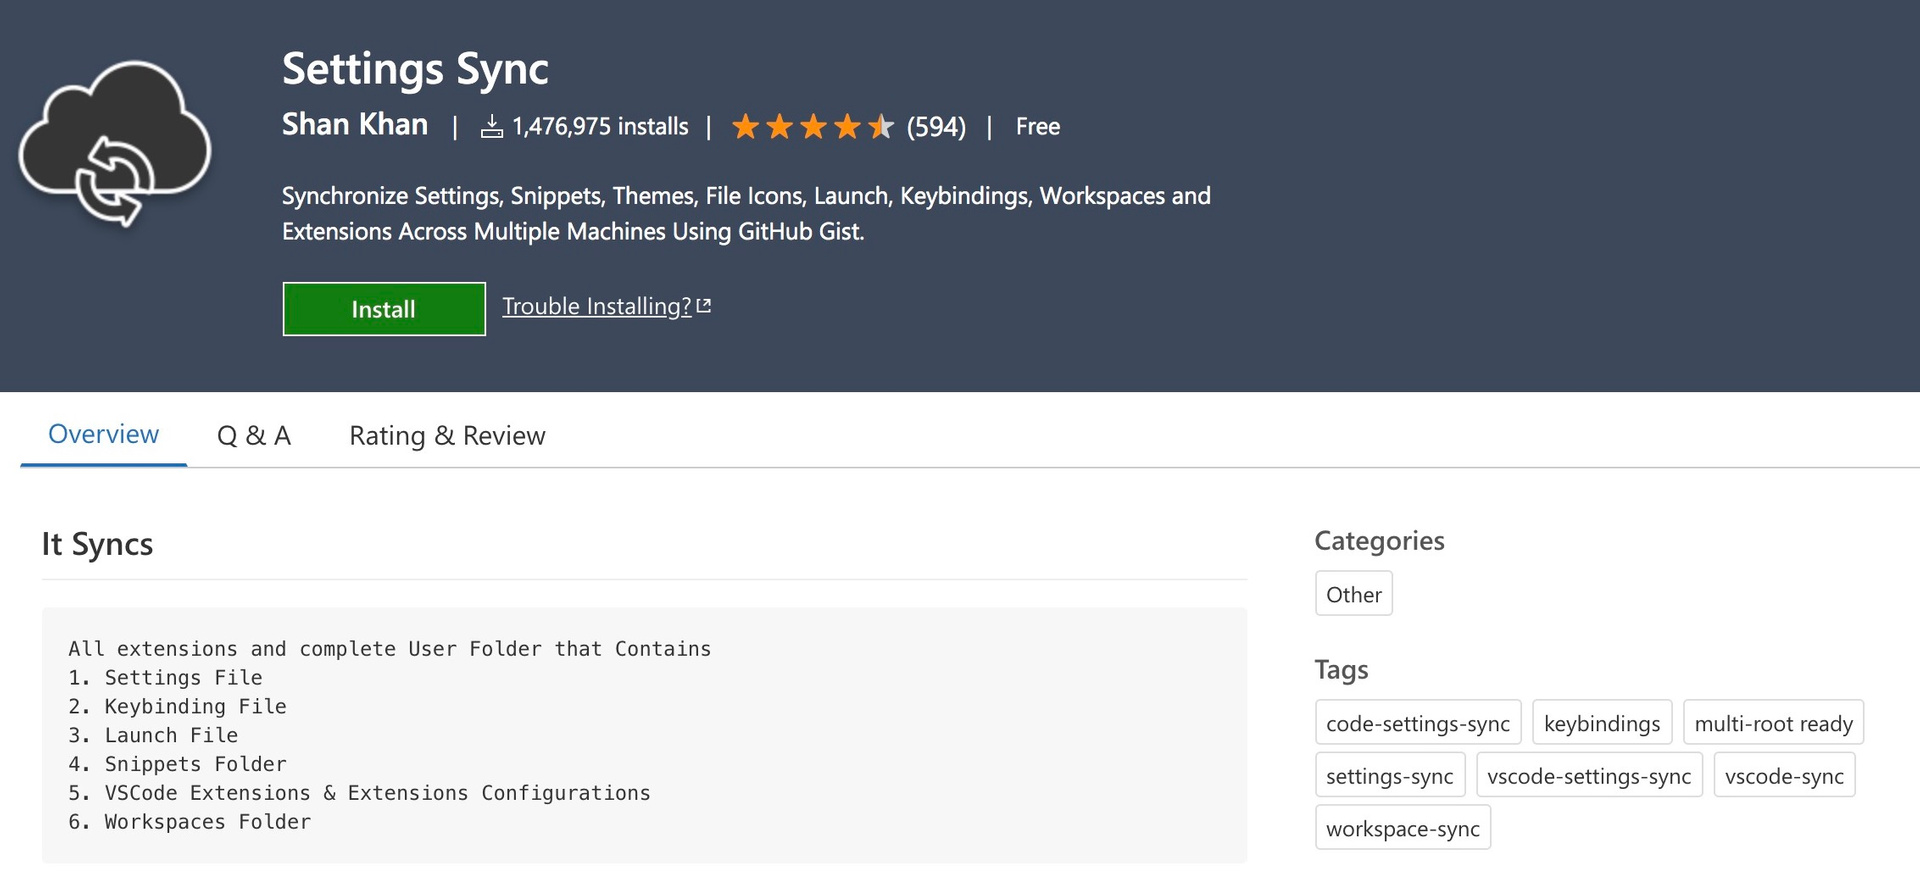 Settings Sync
Shan Khan | 1,476,975 installs | (594) | Free
Synchronize Settings, Snippets, Themes, File Icons, Launch, Keybindings, Workspaces and
Extensions Across Multiple Machines Using GitHub Gist.
Install Trouble Installing?
Overview Q & A Rating & Review
It Syncs
All extensions and complete User Folder that Contains
1. Settings File
2. Keybinding File
3. Launch File
4. Snippets Folder
5. VSCode Extensions & Extensions Configurations
6. Workspaces Folder
Categories
Other
Tags
code-settings-sync keybindings multi-root ready
settings-sync vscode-settings-sync vscode-sync
workspace-sync